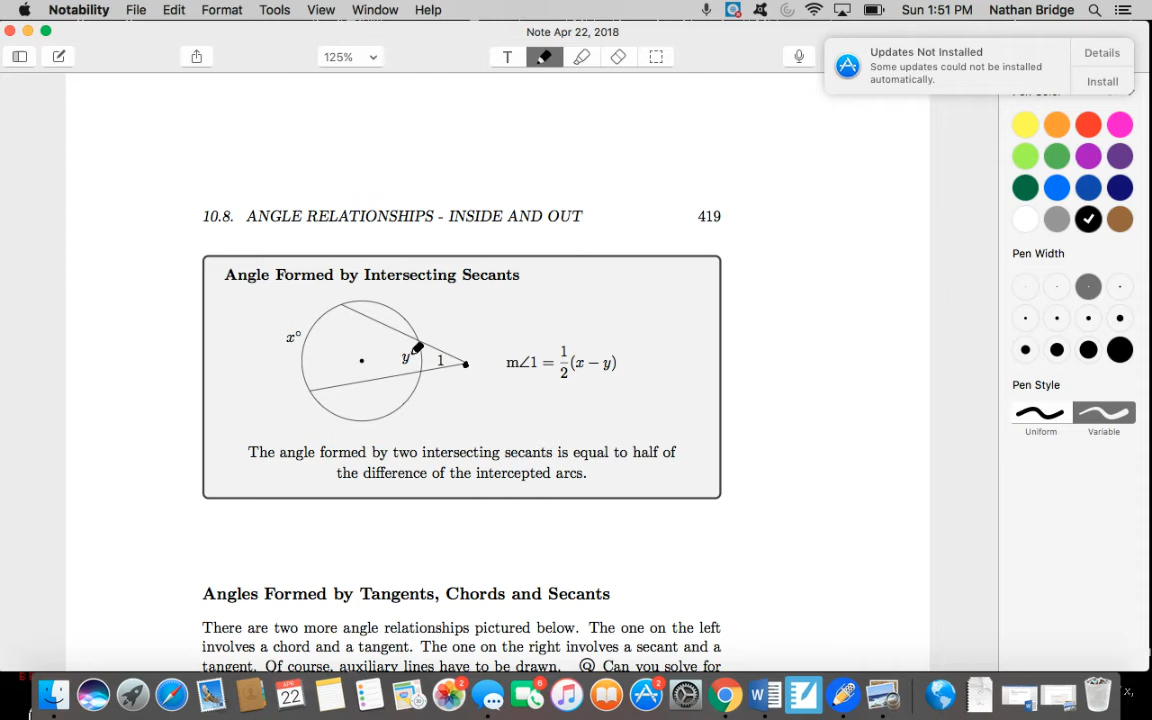 Notability File Edit Format Tools View Window Help Sun 1:51 PM Nathan Bridge
Note Apr 22, 2018
125% T
Updates Not Installed
Some updates could not be installed
automatically.
Details
Install
10.8. ANGLE RELATIONSHIPS - INSIDE AND OUT 419
Angle Formed by Intersecting Secants
x°
y
1
m∠1 = 1/2(x − y)
The angle formed by two intersecting secants is equal to half of
the difference of the intercepted arcs.
Angles Formed by Tangents, Chords and Secants
There are two more angle relationships pictured below. The one on the left
involves a chord and a tangent. The one on the right involves a secant and a
tangent. Of course, auxiliary lines have to be drawn. Q Can you solve for
Pen Width
Pen Style
Uniform Variable
APR
22
2
6
2
x,